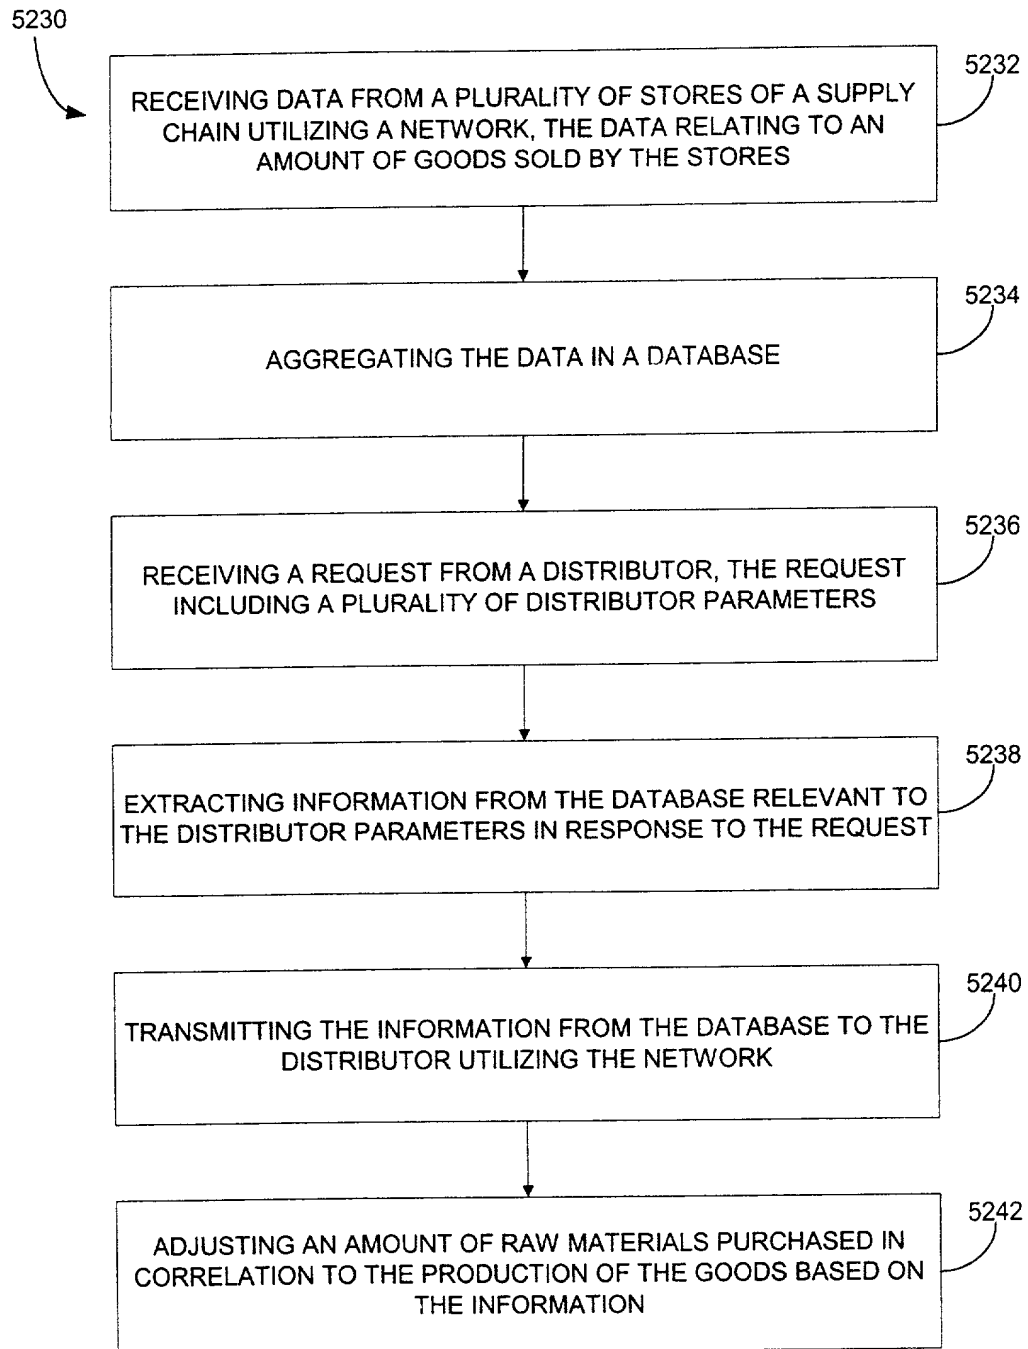 5230
5232
RECEIVING DATA FROM A PLURALITY OF STORES OF A SUPPLY
CHAIN UTILIZING A NETWORK, THE DATA RELATING TO AN
AMOUNT OF GOODS SOLD BY THE STORES
5234
AGGREGATING THE DATA IN A DATABASE
5236
RECEIVING A REQUEST FROM A DISTRIBUTOR, THE REQUEST
INCLUDING A PLURALITY OF DISTRIBUTOR PARAMETERS
5238
EXTRACTING INFORMATION FROM THE DATABASE RELEVANT TO
THE DISTRIBUTOR PARAMETERS IN RESPONSE TO THE REQUEST
5240
TRANSMITTING THE INFORMATION FROM THE DATABASE TO THE
DISTRIBUTOR UTILIZING THE NETWORK
5242
ADJUSTING AN AMOUNT OF RAW MATERIALS PURCHASED IN
CORRELATION TO THE PRODUCTION OF THE GOODS BASED ON
THE INFORMATION